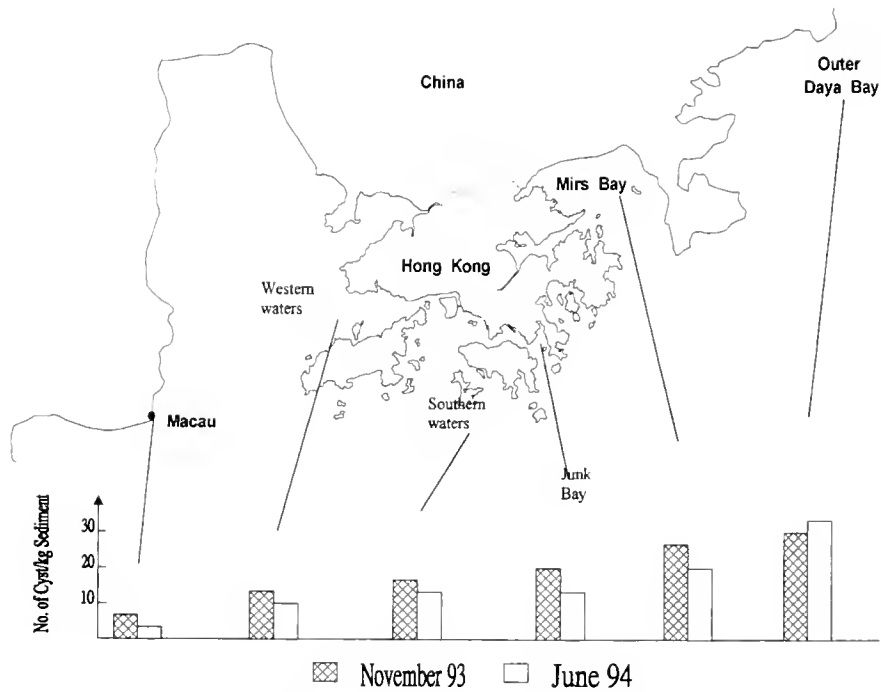 China
Outer
Daya Bay
Mirs Bay
Hong Kong
Western
waters
Southern
waters
Macau
Junk
Bay
No. of Cyst/kg Sediment
30
20
10
November 93
June 94